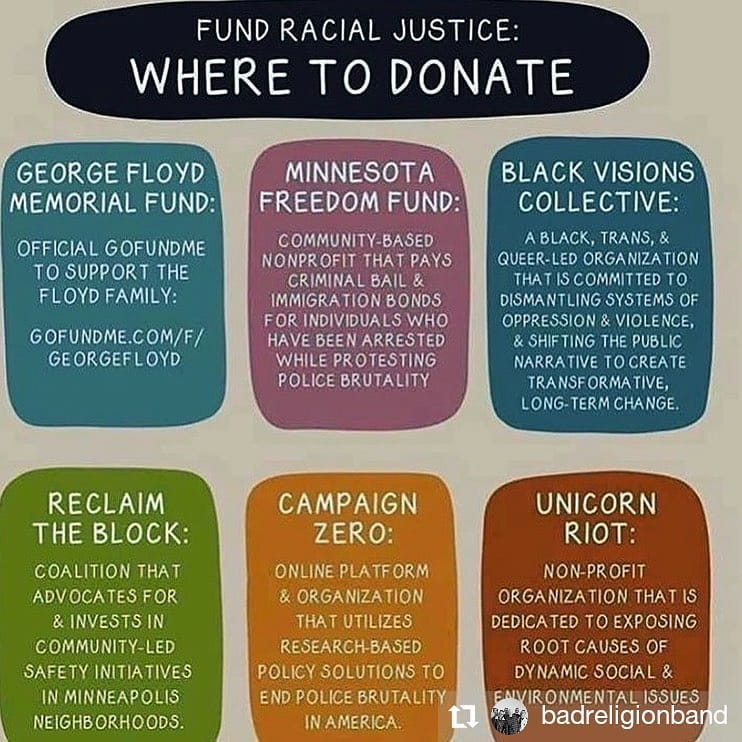 FUND RACIAL JUSTICE:
WHERE TO DONATE
GEORGE FLOYD
MEMORIAL FUND:
OFFICIAL GOFUNDME
TO SUPPORT THE
FLOYD FAMILY:
GOFUNDME.COM/F/
GEORGEFLOYD
MINNESOTA
FREEDOM FUND:
COMMUNITY-BASED
NONPROFIT THAT PAYS
CRIMINAL BAIL &
IMMIGRATION BONDS
FOR INDIVIDUALS WHO
HAVE BEEN ARRESTED
WHILE PROTESTING
POLICE BRUTALITY
BLACK VISIONS
COLLECTIVE:
A BLACK, TRANS, &
QUEER-LED ORGANIZATION
THAT IS COMMITTED TO
DISMANTLING SYSTEMS OF
OPPRESSION & VIOLENCE,
& SHIFTING THE PUBLIC
NARRATIVE TO CREATE
TRANSFORMATIVE,
LONG-TERM CHANGE.
RECLAIM
THE BLOCK:
COALITION THAT
ADVOCATES FOR
& INVESTS IN
COMMUNITY-LED
SAFETY INITIATIVES
IN MINNEAPOLIS
NEIGHBORHOODS.
CAMPAIGN
ZERO:
ONLINE PLATFORM
& ORGANIZATION
THAT UTILIZES
RESEARCH-BASED
POLICY SOLUTIONS TO
END POLICE BRUTALITY
IN AMERICA.
UNICORN
RIOT:
NON-PROFIT
ORGANIZATION THAT IS
DEDICATED TO EXPOSING
ROOT CAUSES OF
DYNAMIC SOCIAL &
ENVIRONMENTAL ISSUES
badreligionband